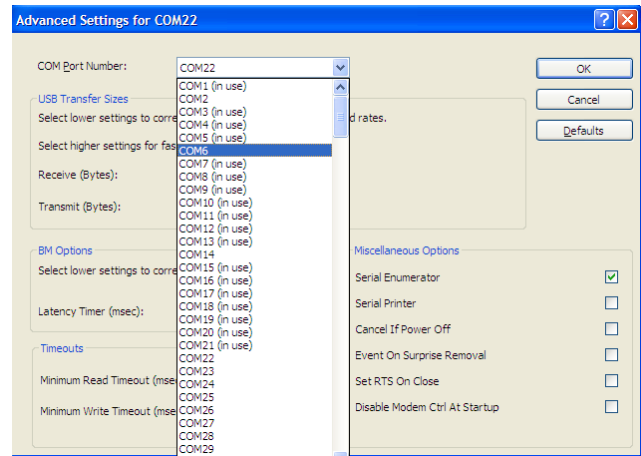 Advanced Settings for COM22
COM Port Number:
COM22
OK
Cancel
Defaults
USB Transfer Sizes
Select lower settings to corre
d rates.
Select higher settings for fas
Receive (Bytes):
Transmit (Bytes):
BM Options
Select lower settings to corre
Latency Timer (msec):
Timeouts
Minimum Read Timeout (mse
Minimum Write Timeout (mse
COM1 (in use)
COM2
COM3 (in use)
COM4 (in use)
COM5 (in use)
COM6
COM7 (in use)
COM8 (in use)
COM9 (in use)
COM10 (in use)
COM11 (in use)
COM12 (in use)
COM13 (in use)
COM14
COM15 (in use)
COM16 (in use)
COM17 (in use)
COM18 (in use)
COM19 (in use)
COM20 (in use)
COM21 (in use)
COM22
COM23
COM24
COM25
COM26
COM27
COM28
COM29
Miscellaneous Options
Serial Enumerator
Serial Printer
Cancel If Power Off
Event On Surprise Removal
Set RTS On Close
Disable Modem Ctrl At Startup